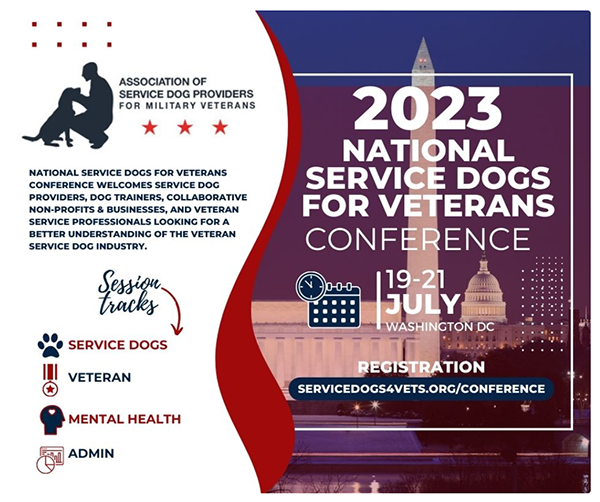 ASSOCIATION OF
SERVICE DOG PROVIDERS
FOR MILITARY VETERANS
NATIONAL SERVICE DOGS FOR VETERANS
CONFERENCE WELCOMES SERVICE DOG
PROVIDERS, DOG TRAINERS, COLLABORATIVE
NON-PROFITS & BUSINESSES, AND VETERAN
SERVICE PROFESSIONALS LOOKING FOR A
BETTER UNDERSTANDING OF THE VETERAN
SERVICE DOG INDUSTRY.
Session
tracks
SERVICE DOGS
VETERAN
MENTAL HEALTH
ADMIN
2023
NATIONAL
SERVICE DOGS
FOR VETERANS
CONFERENCE
19-21
JULY
WASHINGTON DC
REGISTRATION
SERVICEDOGS4VETS.ORG/CONFERENCE